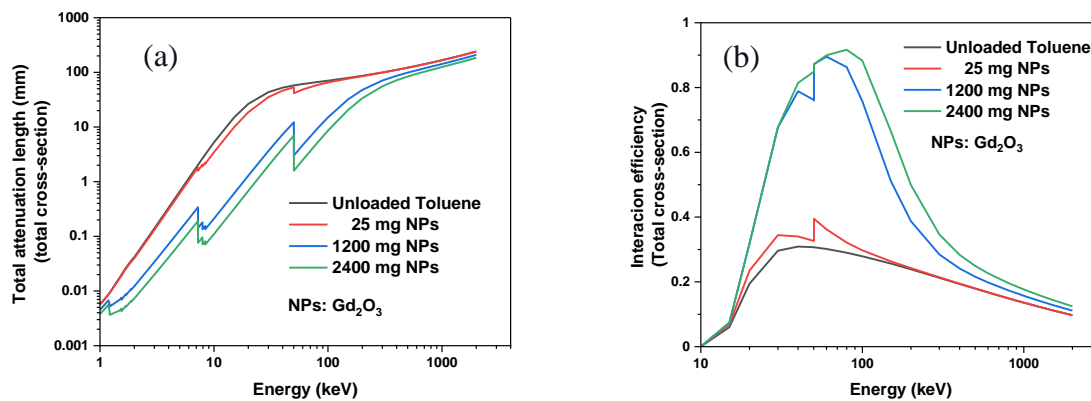 (a)
Total attenuation length (mm)
(total cross-section)
1000
100
10
1
0.1
0.01
0.001
Unloaded Toluene
25 mg NPs
1200 mg NPs
2400 mg NPs
NPs: Gd₂O₃
1 10 100 1000
Energy (keV)
(b)
Interacion efficiency
(Total cross-section)
1
0.8
0.6
0.4
0.2
0
Unloaded Toluene
25 mg NPs
1200 mg NPs
2400 mg NPs
NPs: Gd₂O₃
10 100 1000
Energy (keV)